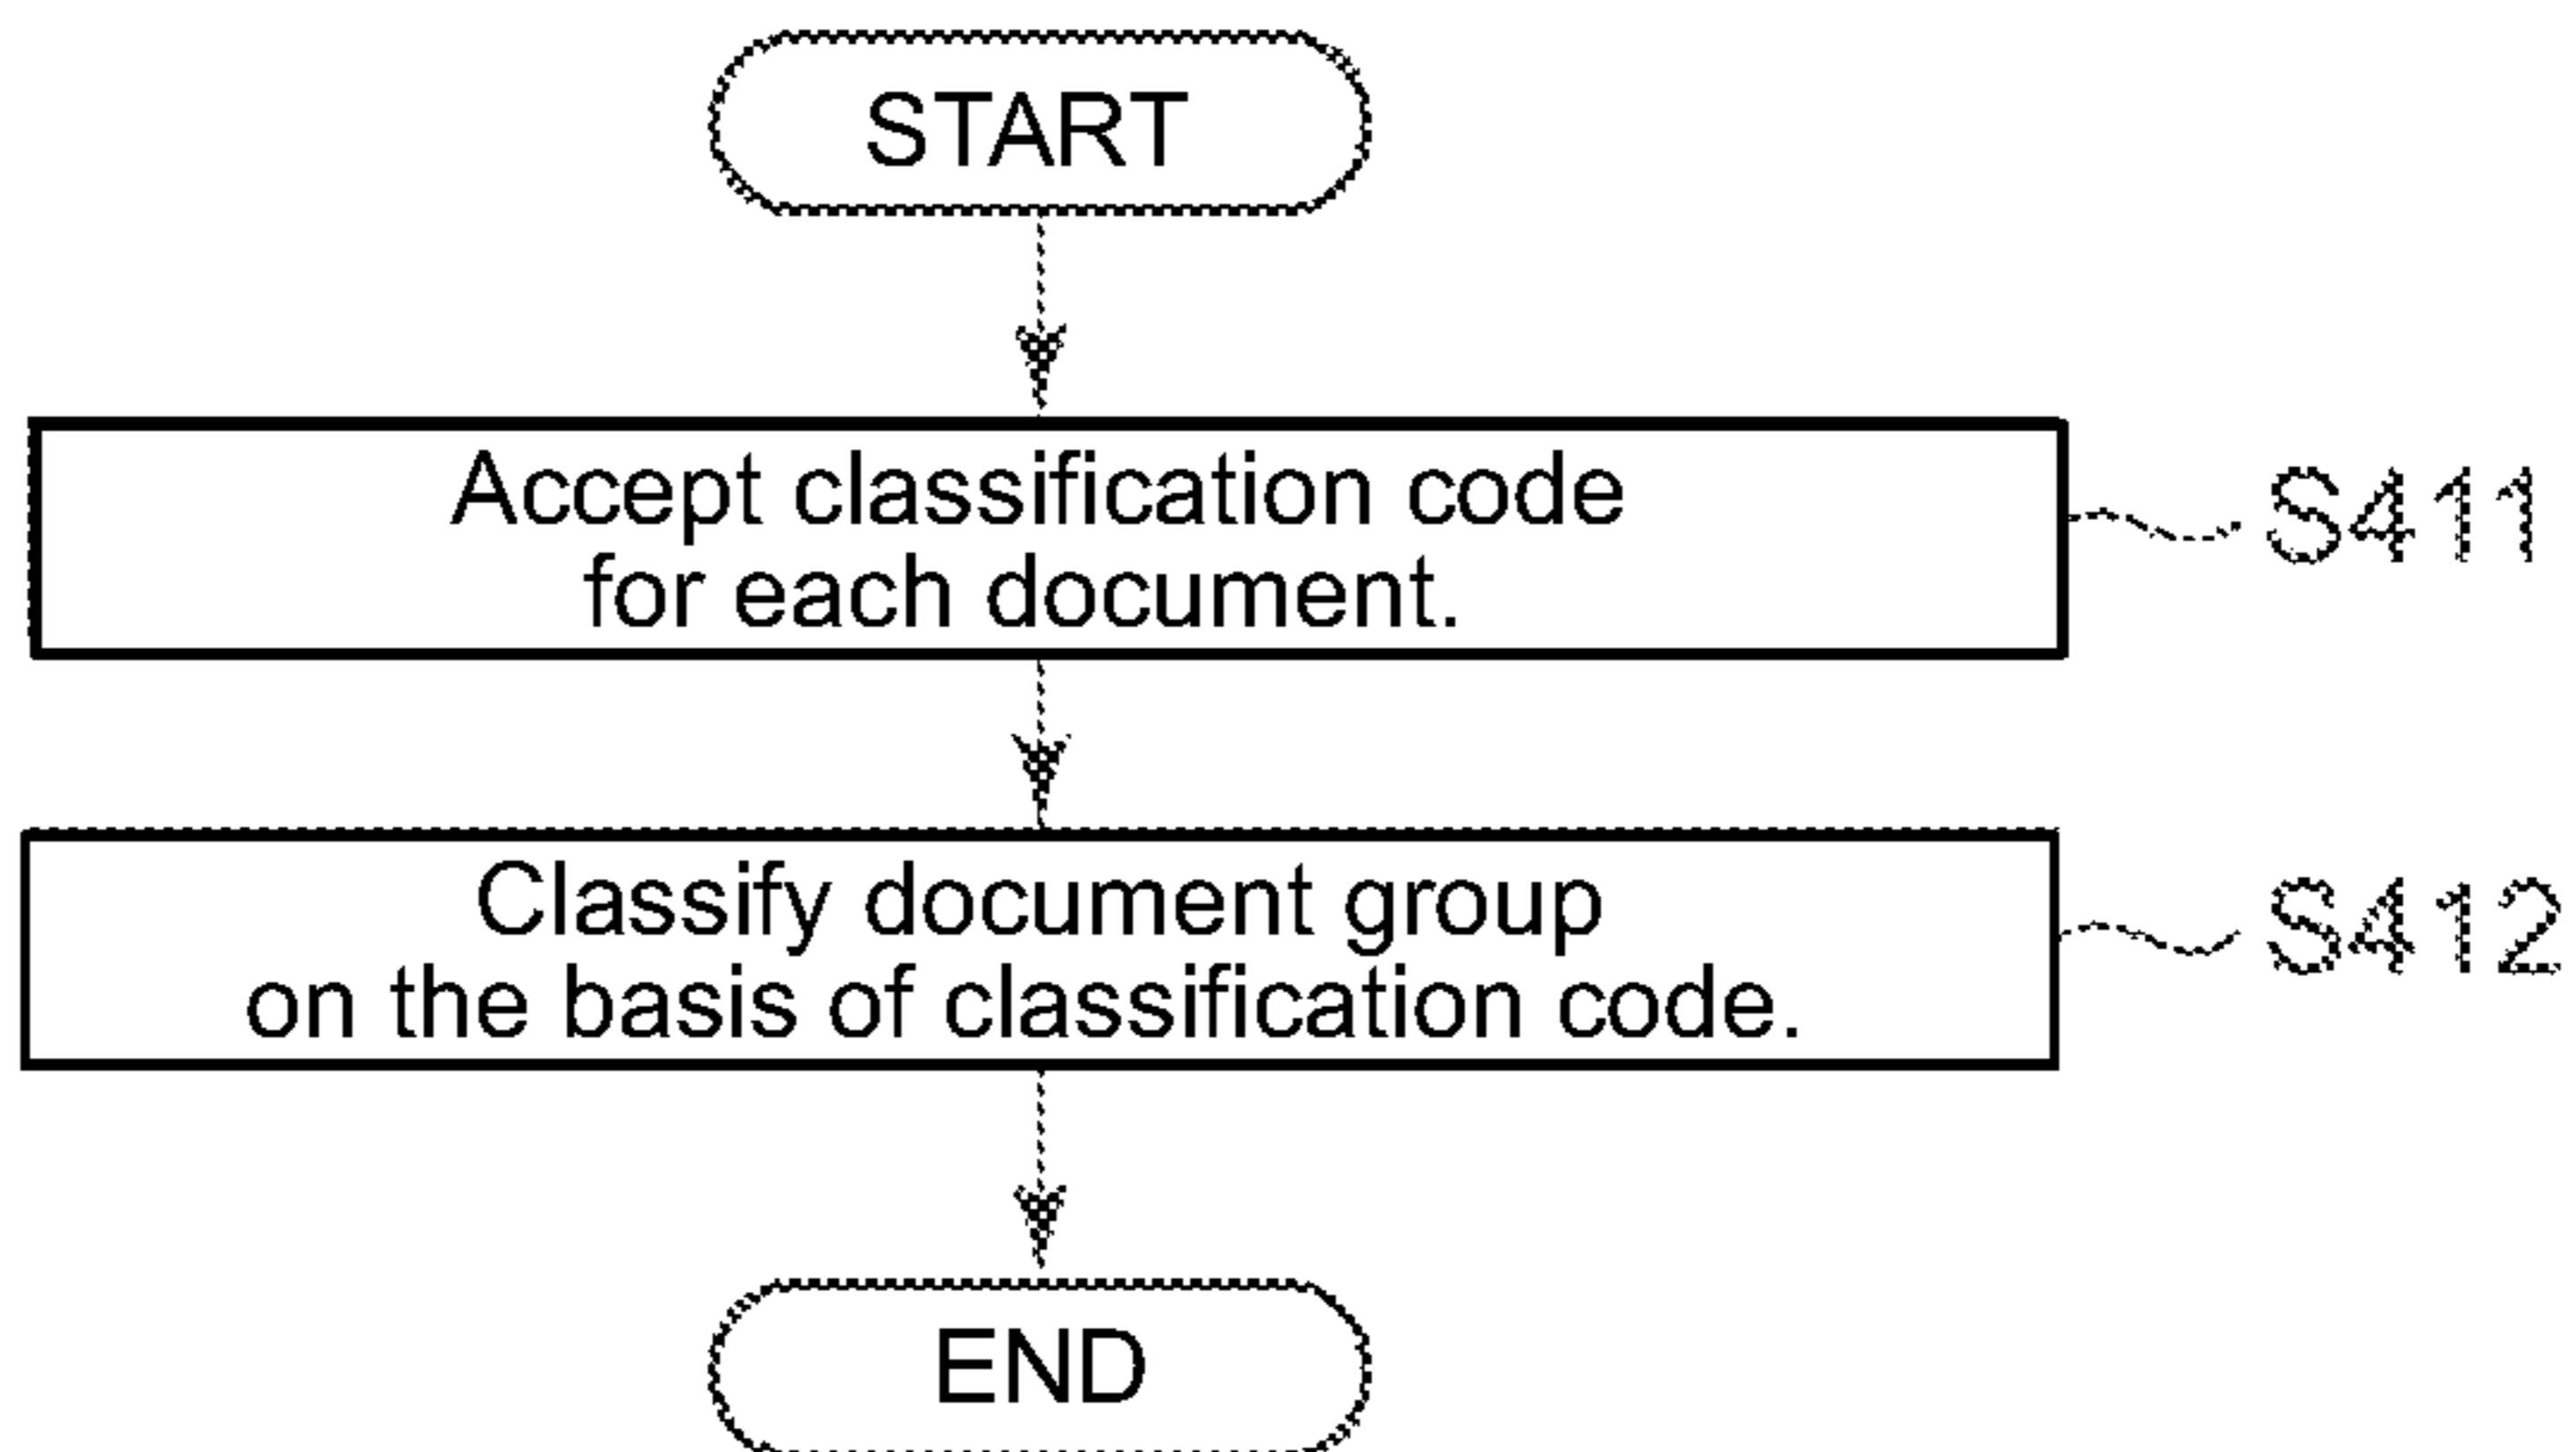 START
Accept classification code
for each document.
S411
Classify document group
on the basis of classification code.
S412
END